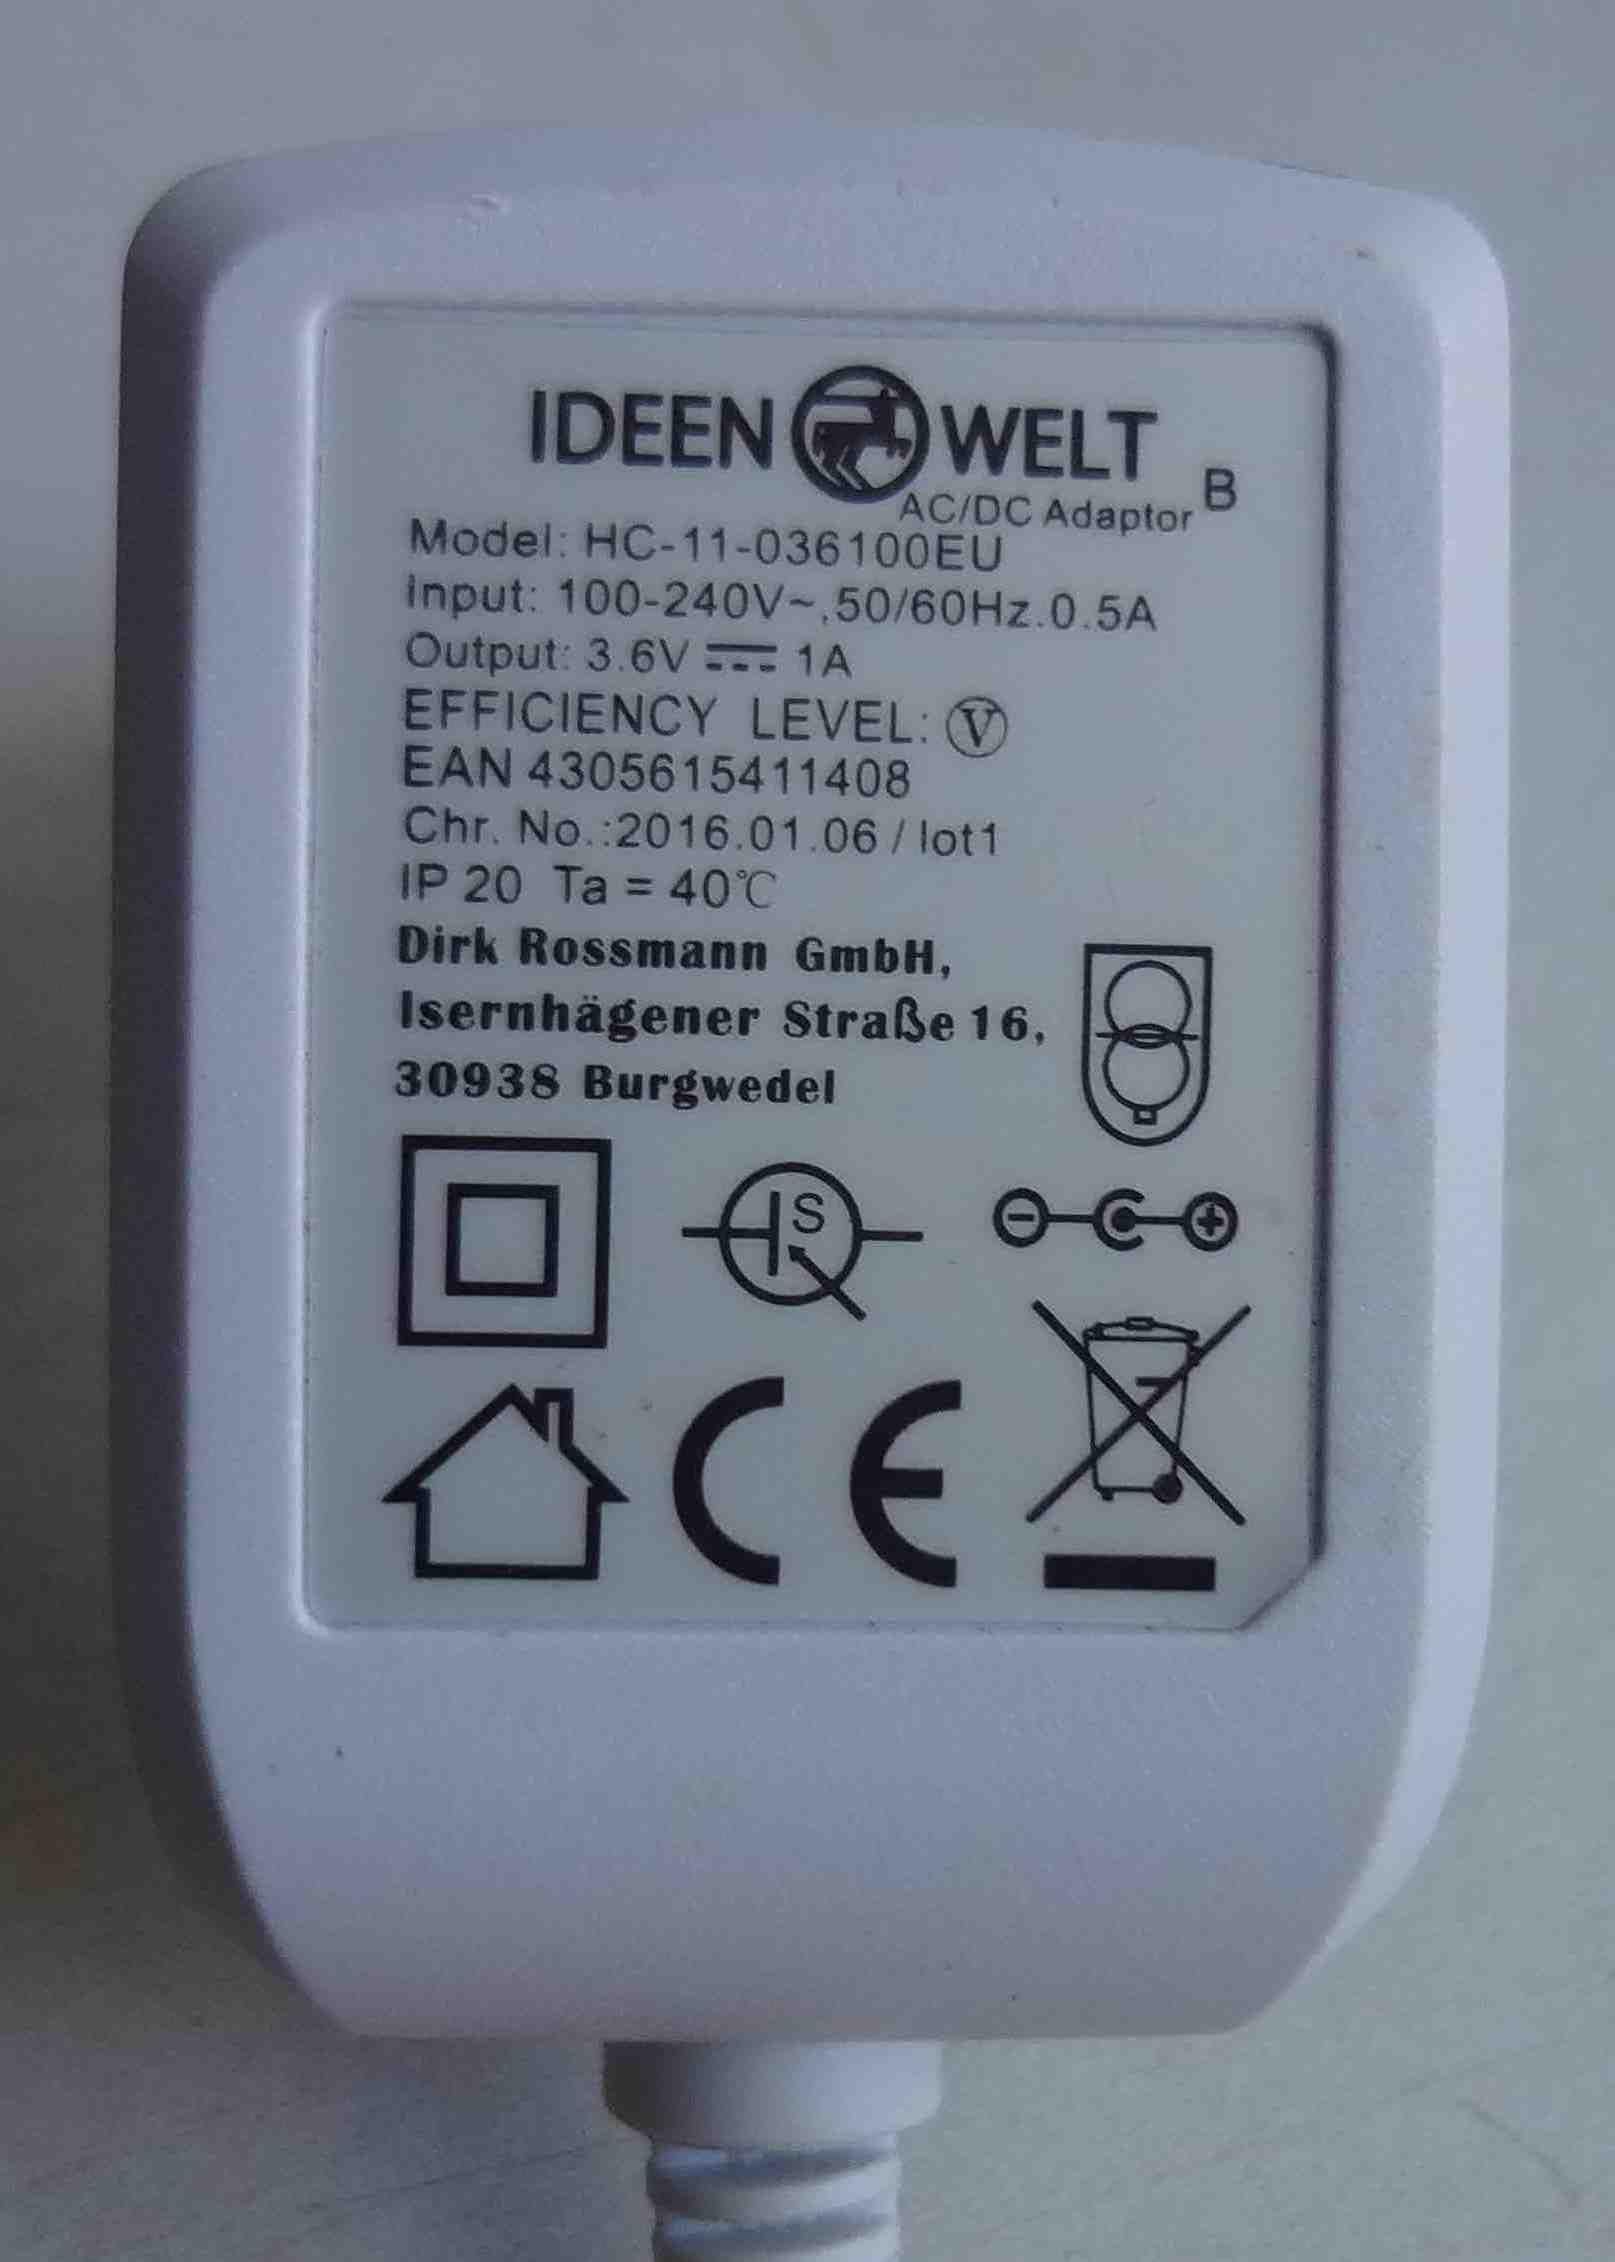 IDEEN WELT
AC/DC Adaptor B
Model: HC-11-036100EU
Input: 100-240V~,50/60Hz.0.5A
Output: 3.6V ⎓ 1A
EFFICIENCY LEVEL: Ⓥ
EAN 4305615411408
Chr. No.:2016.01.06 / lot1
IP 20 Ta = 40℃
Dirk Rossmann GmbH,
Isernhägener Straße 16,
30938 Burgwedel
S
CE